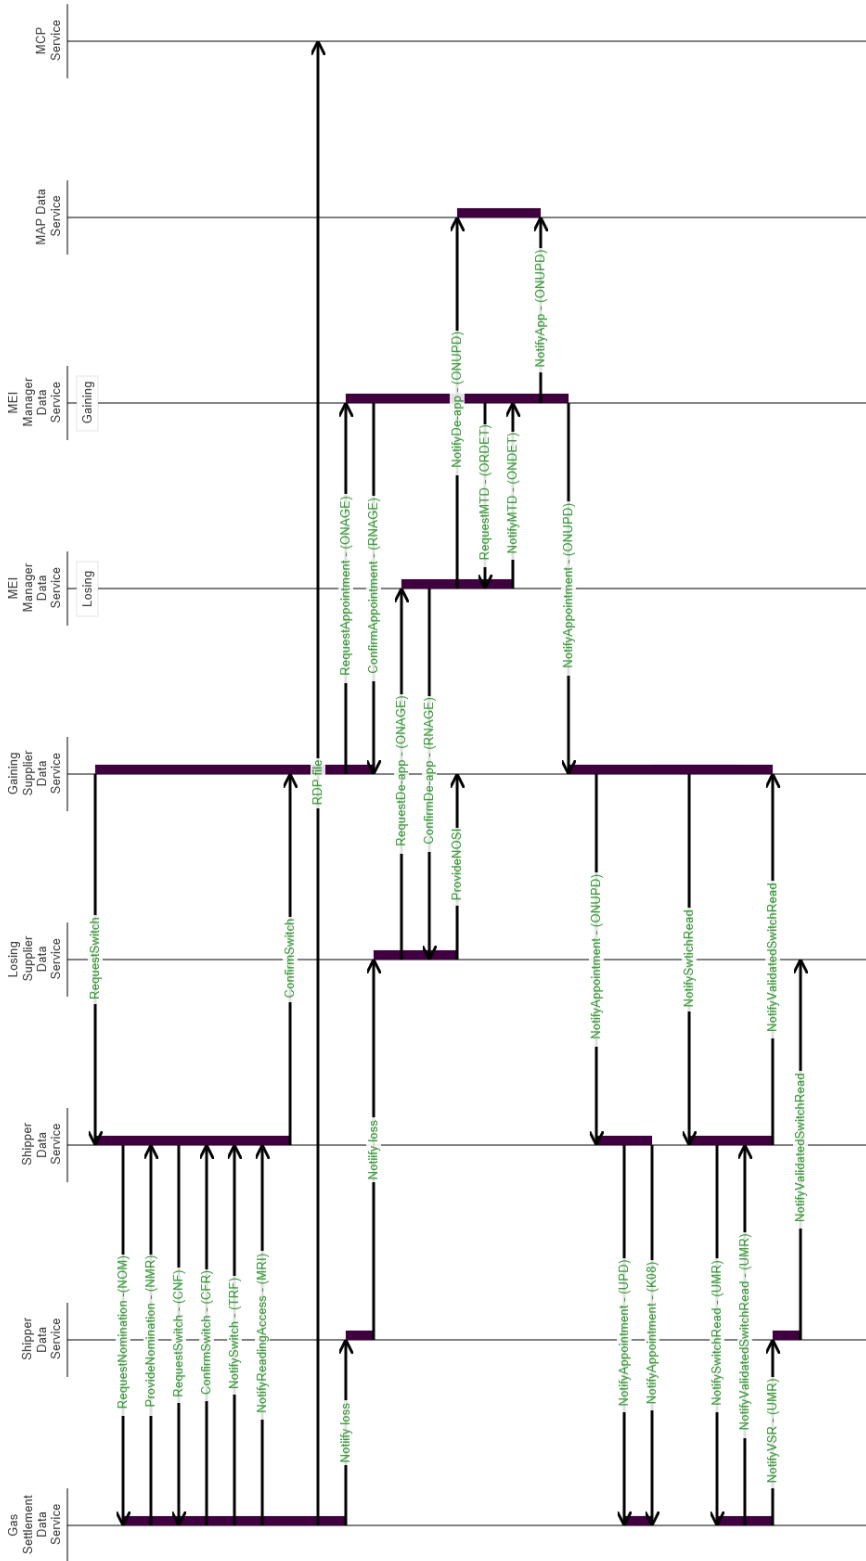 MCP
Service
MAP Data
Service
MEI
Manager
Data
Service
Gaining
MEI
Manager
Data
Service
Losing
Gaining
Supplier
Data
Service
Losing
Supplier
Data
Service
Shipper
Data
Service
Shipper
Data
Service
Gas
Settlement
Data
Service
RequestSwitch
RequestNomination -(NOM)
ProvideNomination - (NMR)
RequestSwitch - (CNF)
ConfirmSwitch - (CFR)
NotifySwitch - (TRF)
NotifyReadingAccess - (MRI)
ConfirmSwitch
RDP file
Notiify loss
RequestAppointment - (ONAGE)
ConfirmAppointment - (RNAGE)
Notiify loss
RequestDe-app - (ONAGE)
ConfirmDe-app - (RNAGE)
NotifyDe-app - (ONUPD)
ProvideNOSI
RequestMTD - (ORDET)
NotifyMTD - (ONDET)
NotifyApp - (ONUPD)
NotifyAppointment - (ONUPD)
NotifyAppointment - (ONUPD)
NotifyAppointment - (UPD)
NotifyAppointment - (K08)
NotifySwtichRead
NotifySwitchRead - (UMR)
NotifyValidatedSwitchRead - (UMR)
NotifyValidatedSwitchRead
NotifyVSR - (UMR)
NotifyValidatedSwitchRead